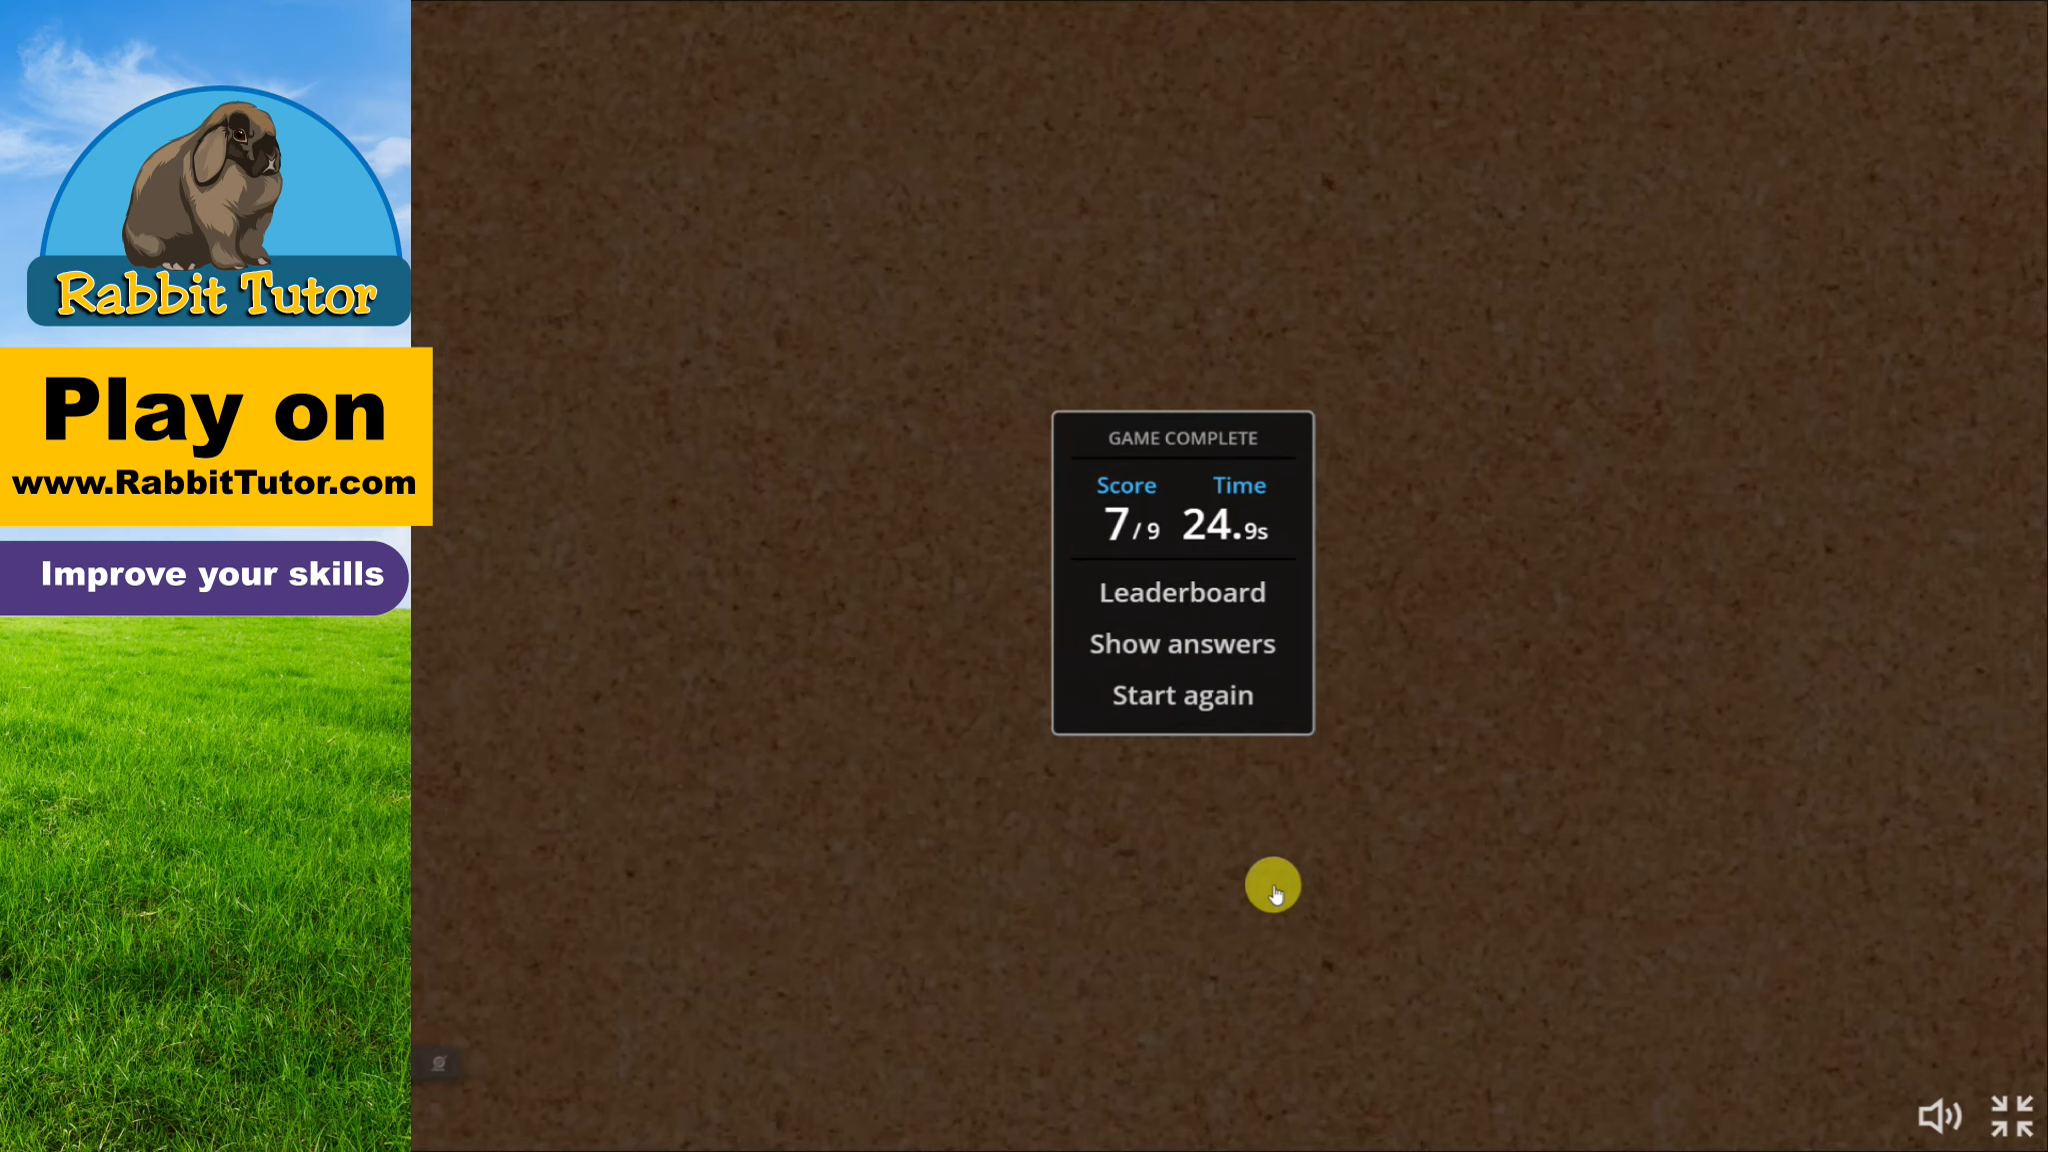 Rabbit Tutor
Play on
www.RabbitTutor.com
Improve your skills
GAME COMPLETE
Score Time
7/9 24.9s
Leaderboard
Show answers
Start again